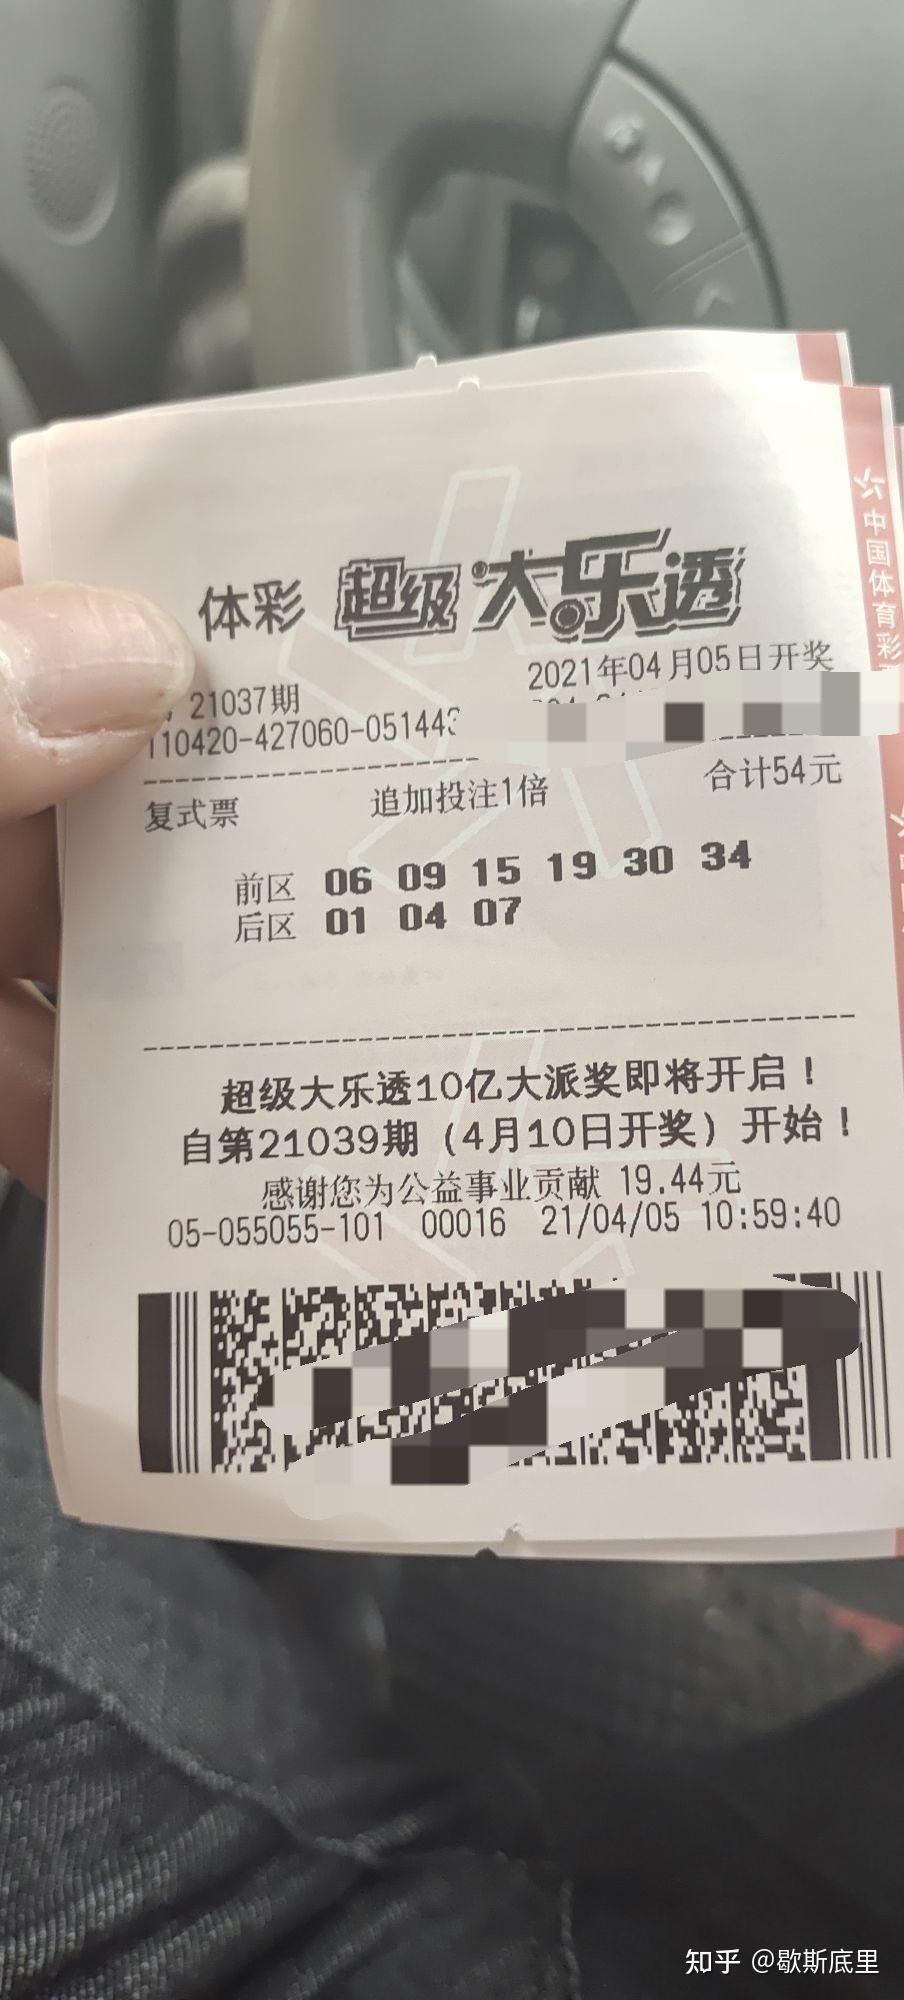 体彩 超级大乐透
21037期 2021年04月05日开奖
110420-427060-05144
复式票 追加投注1倍 合计54元
前区 06 09 15 19 30 34
后区 01 04 07
超级大乐透10亿大派奖即将开启！
自第21039期（4月10日开奖）开始！
感谢您为公益事业贡献 19.44元
05-055055-101 00016 21/04/05 10:59:40
中国体育彩
知乎 @歇斯底里